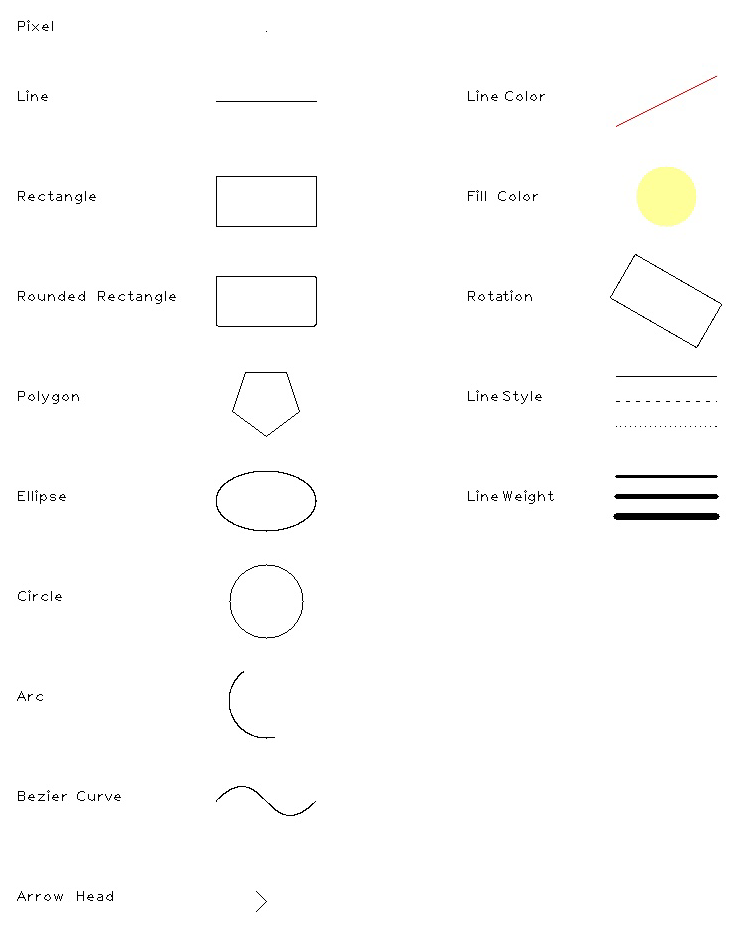 Pixel
Line
Line Color
Rectangle
Fill Color
Rounded Rectangle
Rotation
Polygon
Line Style
Ellipse
Line Weight
Circle
Arc
Bezier Curve
Arrow Head